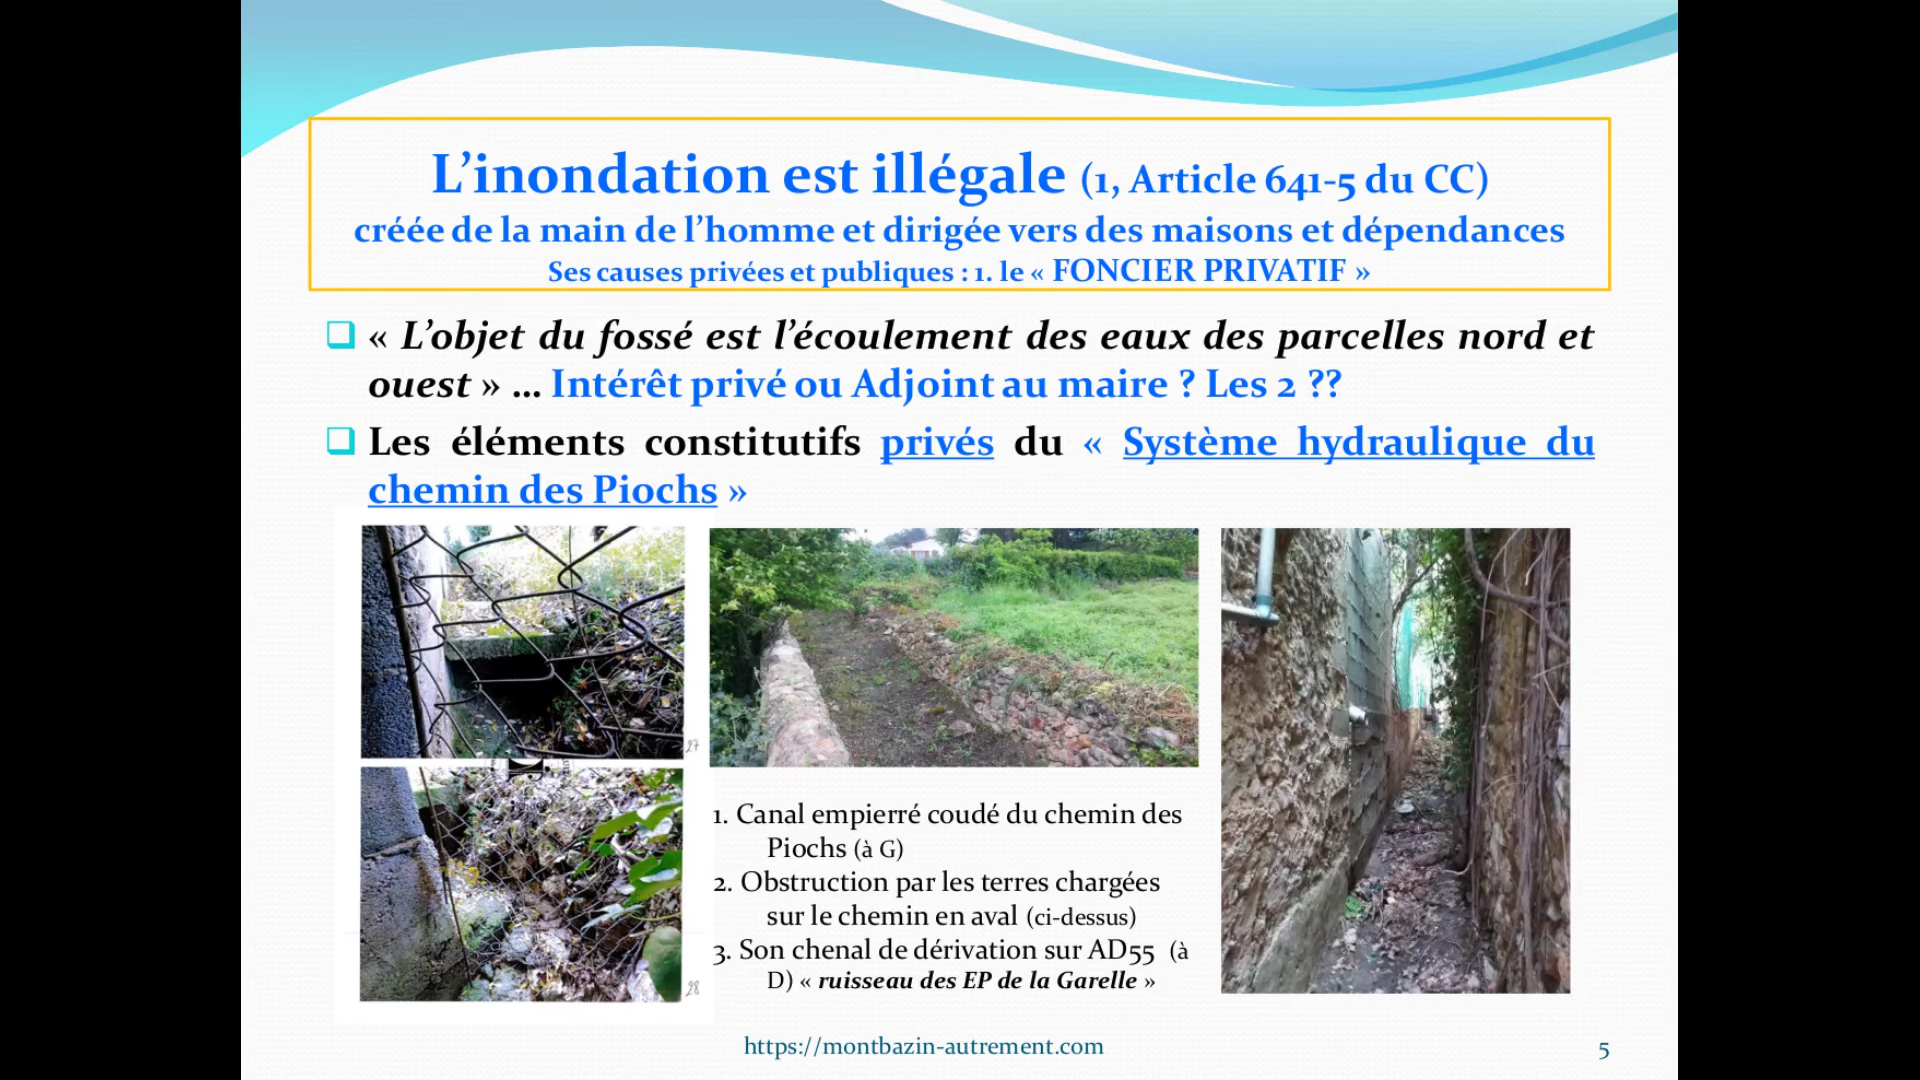 L’inondation est illégale (1, Article 641-5 du CC)
créée de la main de l’homme et dirigée vers des maisons et dépendances
Ses causes privées et publiques : 1. le « FONCIER PRIVATIF »
« L’objet du fossé est l’écoulement des eaux des parcelles nord et
ouest » … Intérêt privé ou Adjoint au maire ? Les 2 ??
Les éléments constitutifs privés du « Système hydraulique du
chemin des Piochs »
27
28
1. Canal empierré coudé du chemin des
Piochs (à G)
2. Obstruction par les terres chargées
sur le chemin en aval (ci-dessus)
3. Son chenal de dérivation sur AD55 (à
D) « ruisseau des EP de la Garelle »
https://montbazin-autrement.com
5